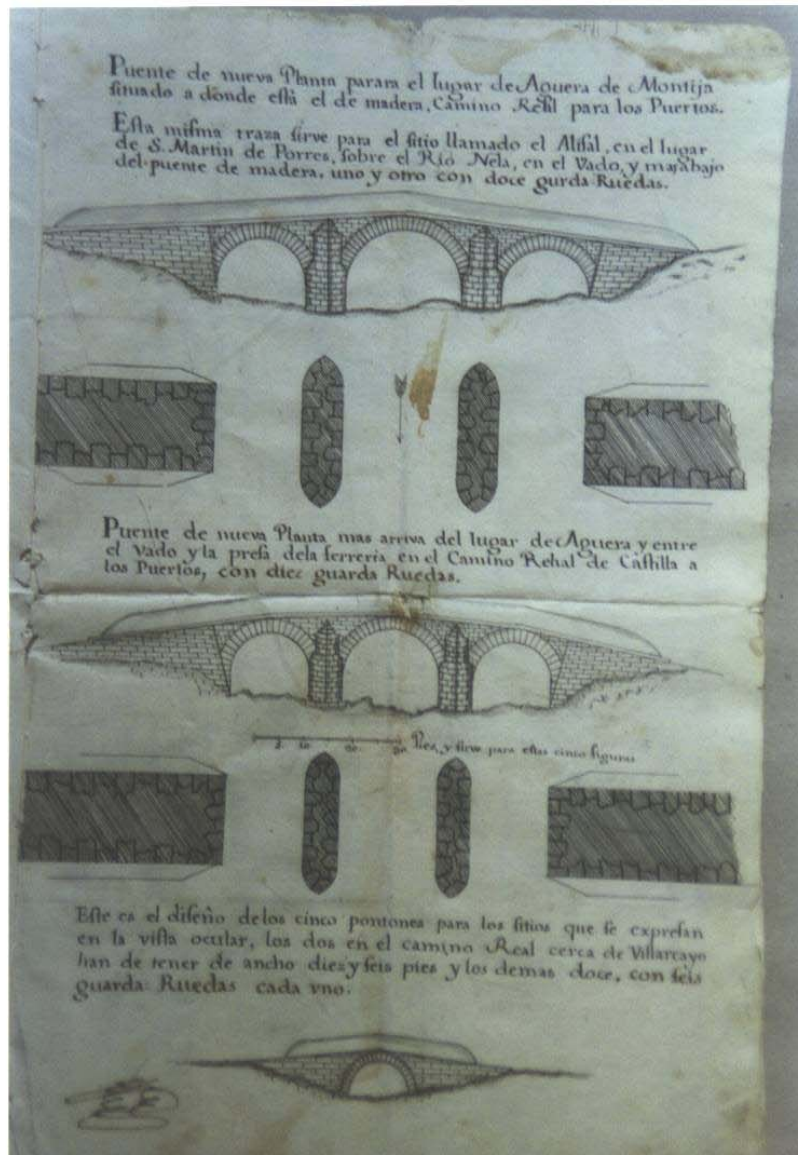 Puente de nueva Planta parara el lugar de Aguera de Montija
situado a donde está el de madera, Camino Real para los Puertos.
Esta misma traza sirve para el sitio llamado el Alisál, en el lugar
de S. Martin de Porres, sobre el Río Nela, en el Vado, y mas abajo
del puente de madera, uno y otro con doce gurda Ruedas.
Puente de nueva Planta mas arriva del lugar de Aguera y entre
el Vado y la presa dela ferreria en el Camino Rehal de Castilla a
los Puertos, con diez guarda Ruedas.
Pies, y sirve para estas cinco figuras
Este es el diseño de los cinco pontones para los sitios que se expresan
en la vista ocular, los dos en el camino Real cerca de Villarcayo
han de tener de ancho diez y seis pies y los demas doce, con seis
guarda Ruedas cada vno.